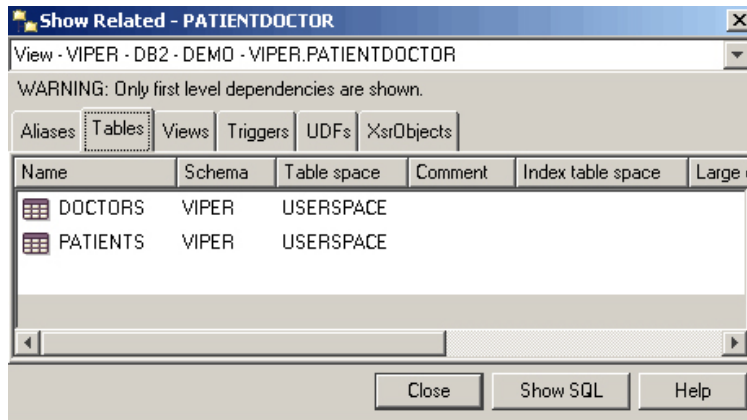 Show Related - PATIENTDOCTOR
View - VIPER - DB2 - DEMO - VIPER.PATIENTDOCTOR
WARNING: Only first level dependencies are shown.
Aliases Tables Views Triggers UDFs XsrObjects
Name Schema Table space Comment Index table space Large
DOCTORS VIPER USERSPACE
PATIENTS VIPER USERSPACE
Close Show SQL Help